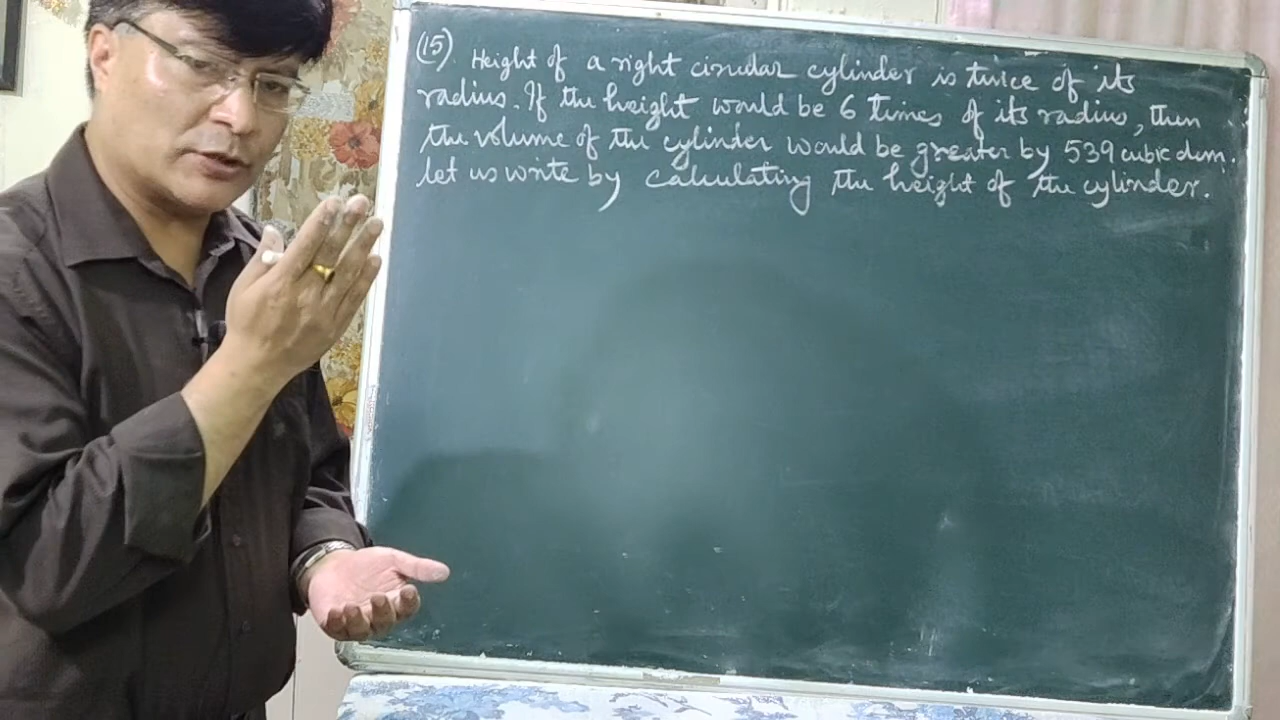 (15). Height of a right circular cylinder is twice of its
radius. If the height would be 6 times of its radius, then
the volume of the cylinder would be greater by 539 cubic dcm.
let us write by calculating the height of the cylinder.